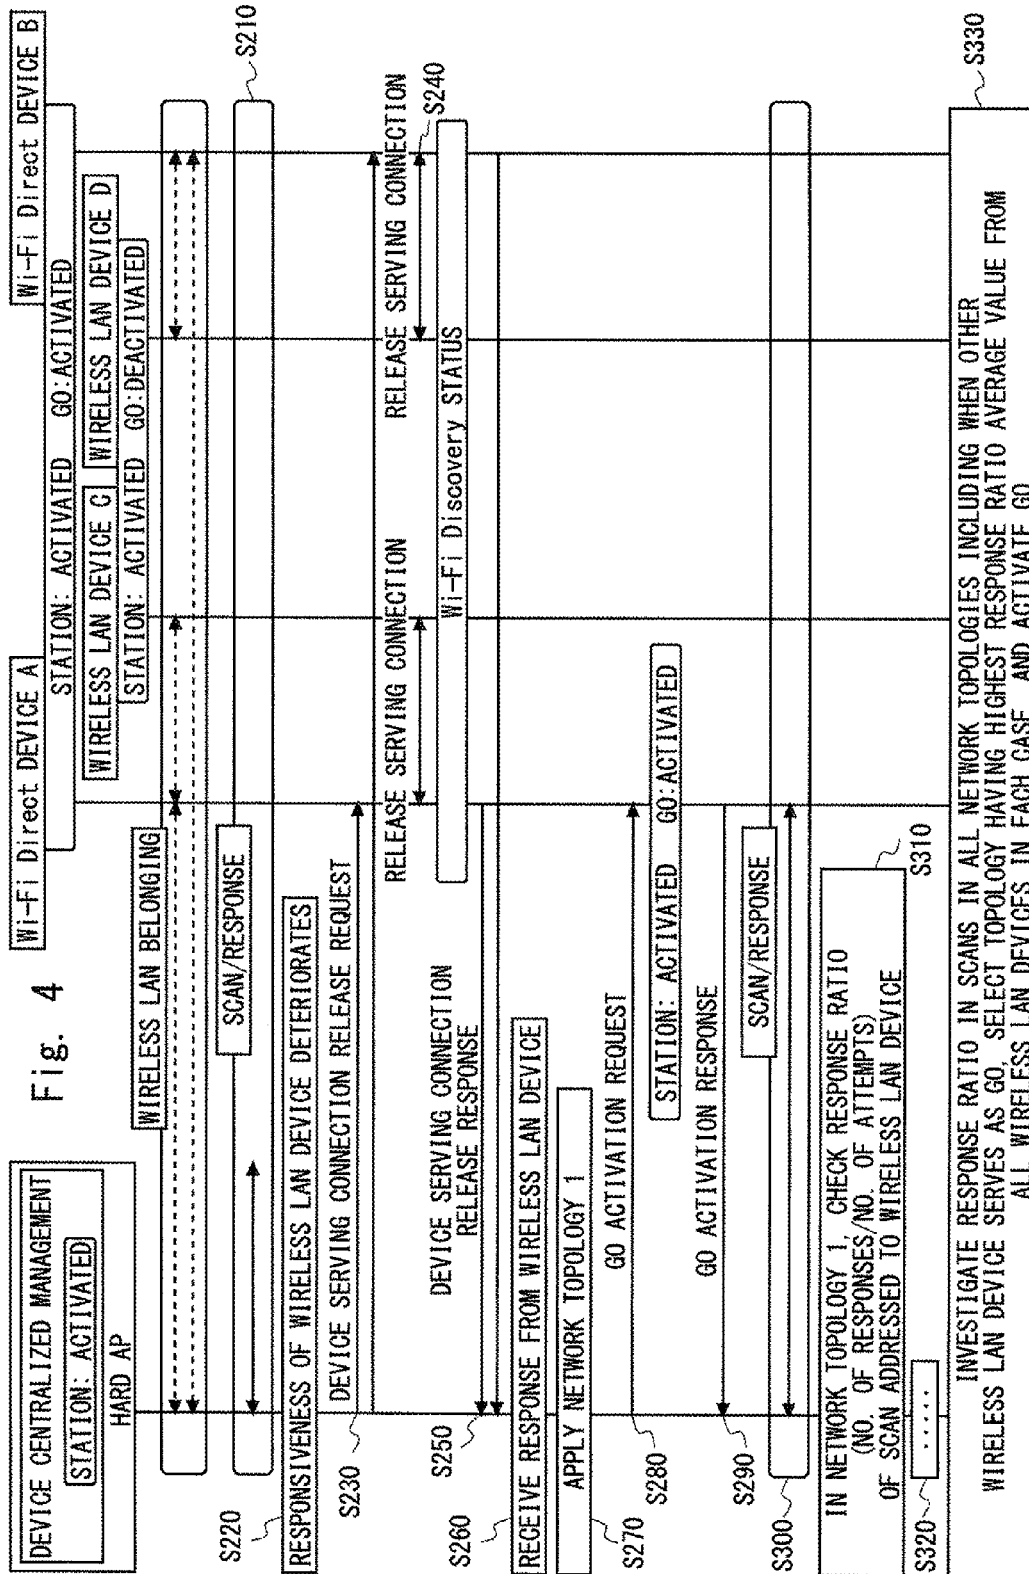 Fig. 4
DEVICE CENTRALIZED MANAGEMENT
STATION: ACTIVATED
HARD AP
Wi-Fi Direct DEVICE A
Wi-Fi Direct DEVICE B
STATION: ACTIVATED GO:ACTIVATED
WIRELESS LAN DEVICE C
WIRELESS LAN DEVICE D
STATION: ACTIVATED GO:DEACTIVATED
WIRELESS LAN BELONGING
SCAN/RESPONSE
S210
S220
RESPONSIVENESS OF WIRELESS LAN DEVICE DETERIORATES
S230
DEVICE SERVING CONNECTION RELEASE REQUEST
RELEASE SERVING CONNECTION
RELEASE SERVING CONNECTION
S240
Wi-Fi Discovery STATUS
DEVICE SERVING CONNECTION
RELEASE RESPONSE
S250
S260
RECEIVE RESPONSE FROM WIRELESS LAN DEVICE
APPLY NETWORK TOPOLOGY 1
S270
GO ACTIVATION REQUEST
S280
STATION: ACTIVATED GO:ACTIVATED
GO ACTIVATION RESPONSE
S290
SCAN/RESPONSE
S300
IN NETWORK TOPOLOGY 1, CHECK RESPONSE RATIO
(NO. OF RESPONSES/NO. OF ATTEMPTS)
OF SCAN ADDRESSED TO WIRELESS LAN DEVICE
S310
S320
......
S330
INVESTIGATE RESPONSE RATIO IN SCANS IN ALL NETWORK TOPOLOGIES INCLUDING WHEN OTHER
WIRELESS LAN DEVICE SERVES AS GO, SELECT TOPOLOGY HAVING HIGHEST RESPONSE RATIO AVERAGE VALUE FROM
ALL WIRELESS LAN DEVICES IN EACH CASE, AND ACTIVATE GO